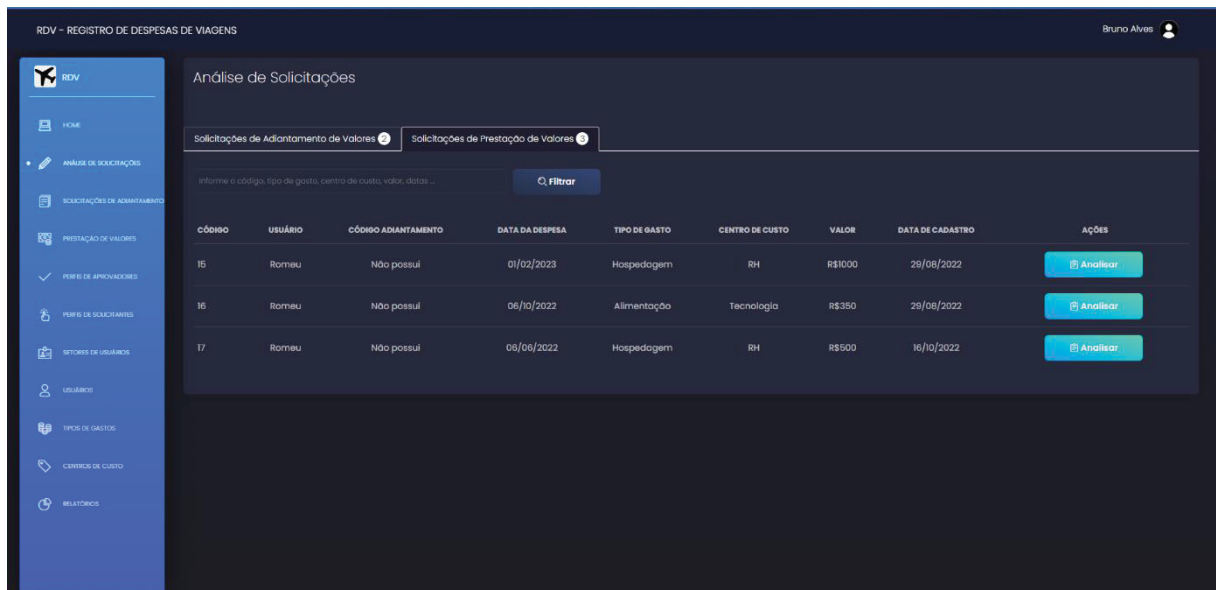 RDV - REGISTRO DE DESPESAS DE VIAGENS
Bruno Alves
RDV
HOME
ANÁLISE DE SOLICITAÇÕES
SOLICITAÇÕES DE ADIANTAMENTO
PRESTAÇÃO DE VALORES
PERFIS DE APROVADORES
PERFIS DE SOLICITANTES
SETORES DE USUÁRIOS
USUÁRIOS
TIPOS DE GASTOS
CENTROS DE CUSTO
RELATÓRIOS
Análise de Solicitações
Solicitações de Adiantamento de Valores 2 Solicitações de Prestação de Valores 3
Informe o código, tipo de gasto, centro de custo, valor, datas ... Filtrar
CÓDIGO USUÁRIO CÓDIGO ADIANTAMENTO DATA DA DESPESA TIPO DE GASTO CENTRO DE CUSTO VALOR DATA DE CADASTRO AÇÕES
15 Romeu Não possui 01/02/2023 Hospedagem RH R$1000 29/08/2022 Analisar
16 Romeu Não possui 06/10/2022 Alimentação Tecnologia R$350 29/08/2022 Analisar
17 Romeu Não possui 06/06/2022 Hospedagem RH R$500 16/10/2022 Analisar